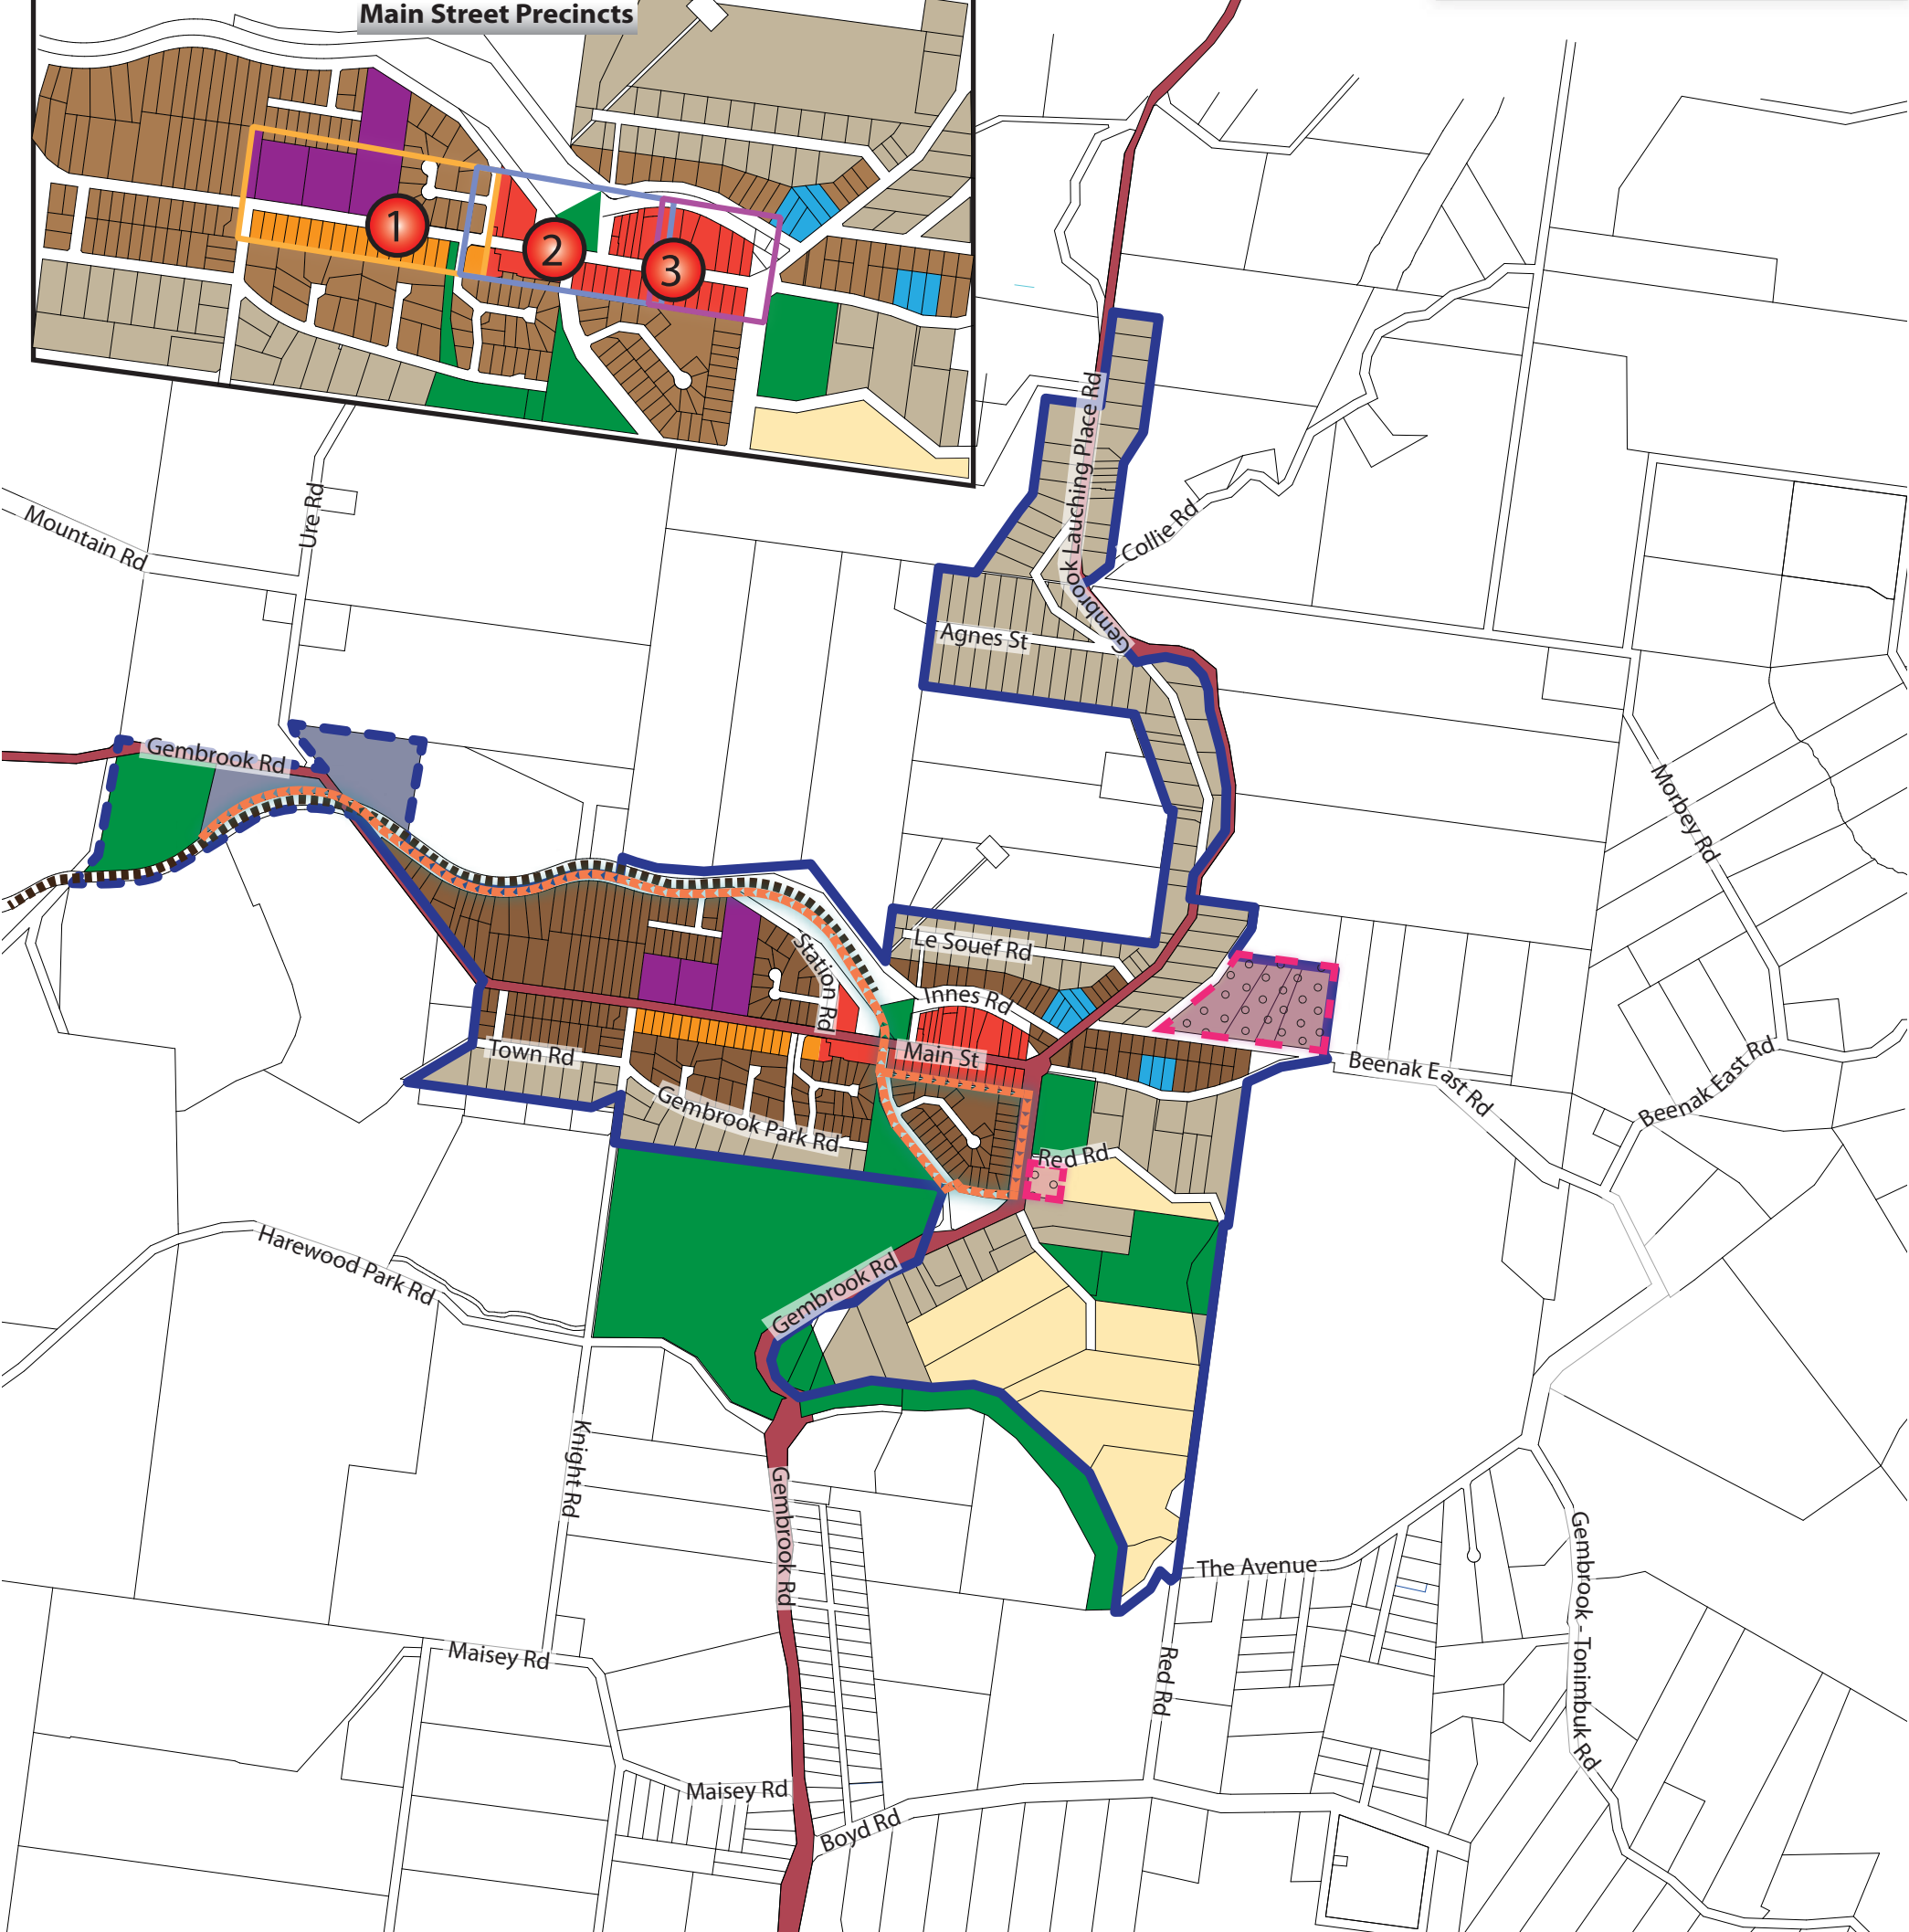 Main Street Precincts
1
2
3
Gembrook Lauching Place Rd
Collie Rd
Ure Rd
Mountain Rd
Agnes St
Gembrook Rd
Morbey Rd
Le Souef Rd
Station Rd
Innes Rd
Main St
Town Rd
Beenak East Rd
Beenak East Rd
Gembrook Park Rd
Red Rd
Harewood Park Rd
Gembrook Rd
Knight Rd
Gembrook Rd
The Avenue
Gembrook - Tonimbuk Rd
Maisey Rd
Red Rd
Maisey Rd
Boyd Rd